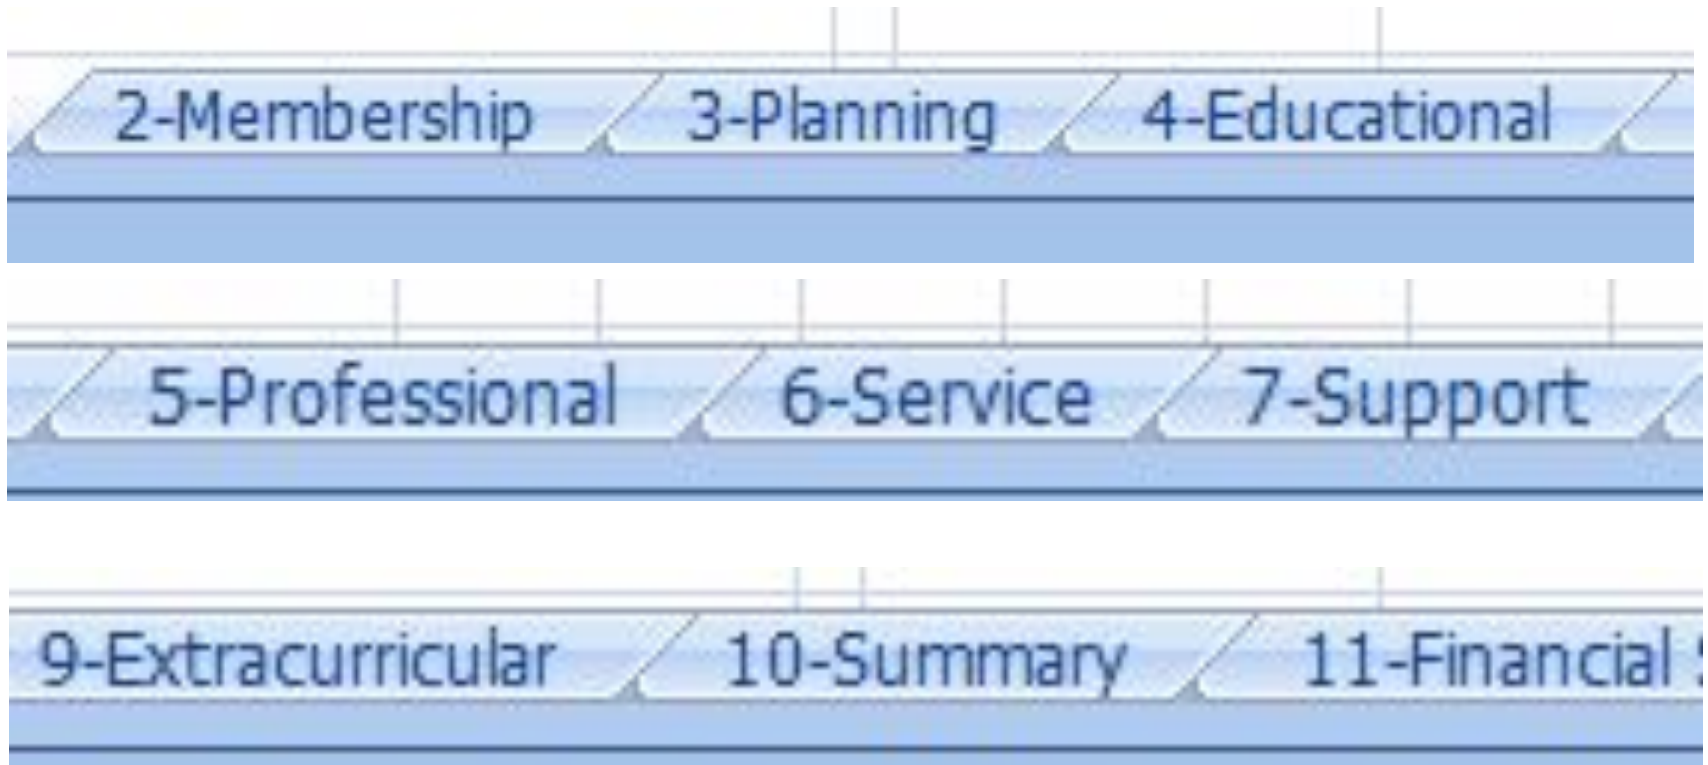 2-Membership 3-Planning 4-Educational
5-Professional 6-Service 7-Support
9-Extracurricular 10-Summary 11-Financial